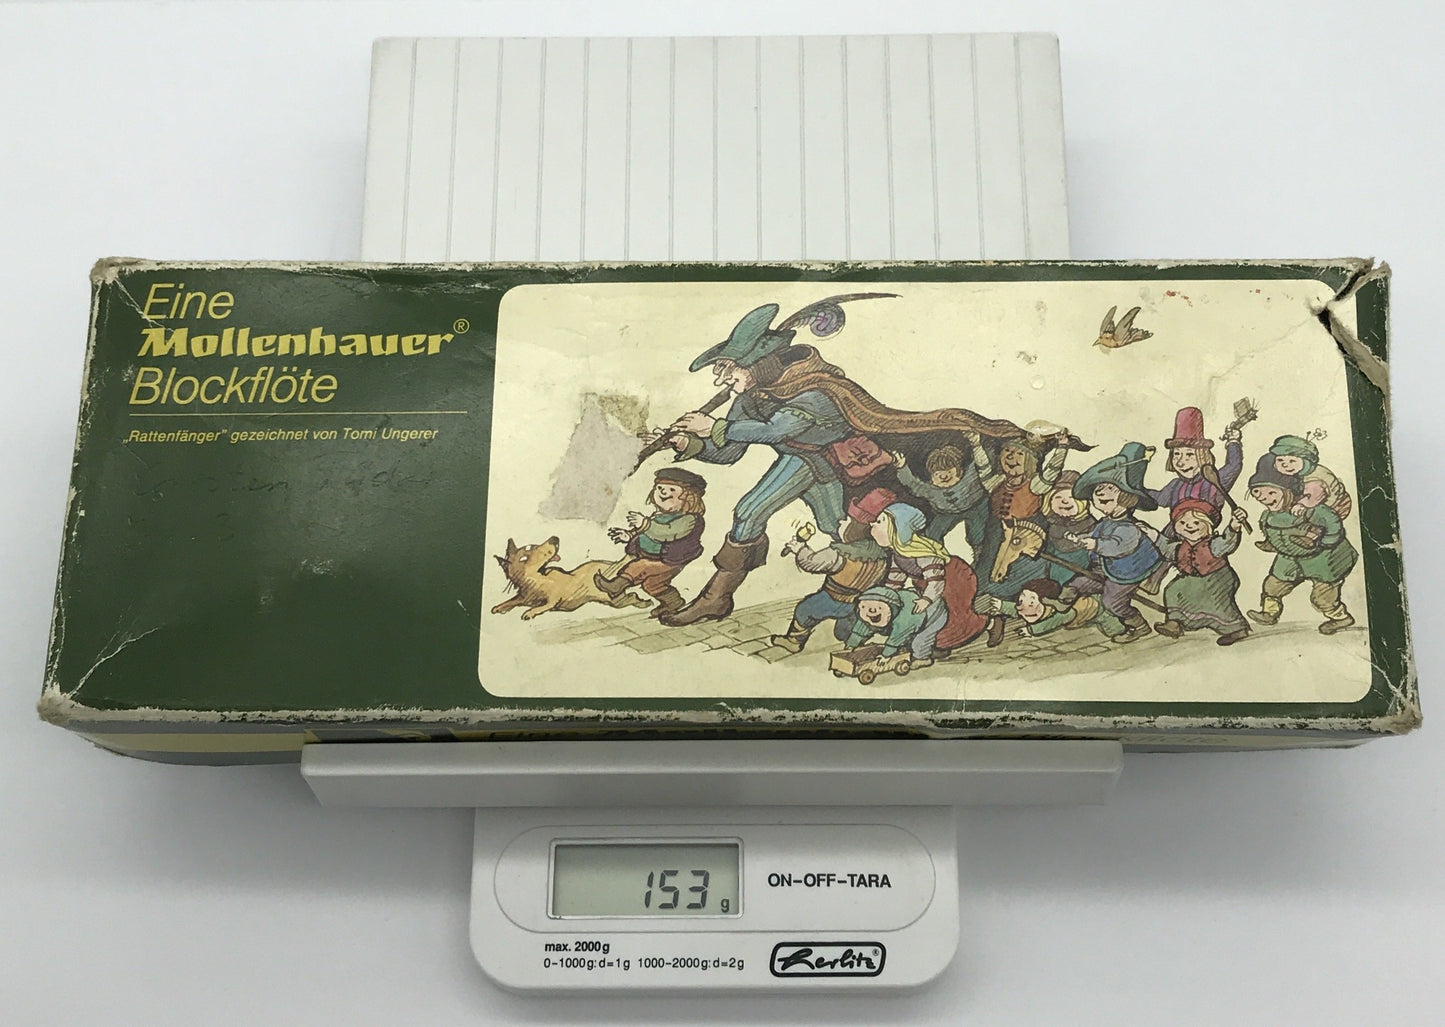 Eine
Mollenhauer®
Blockflöte
„Rattenfänger” gezeichnet von Tomi Ungerer
153 g
ON-OFF-TARA
max. 2000g
0-1000g: d=1g 1000-2000g: d=2g
Herlitz®